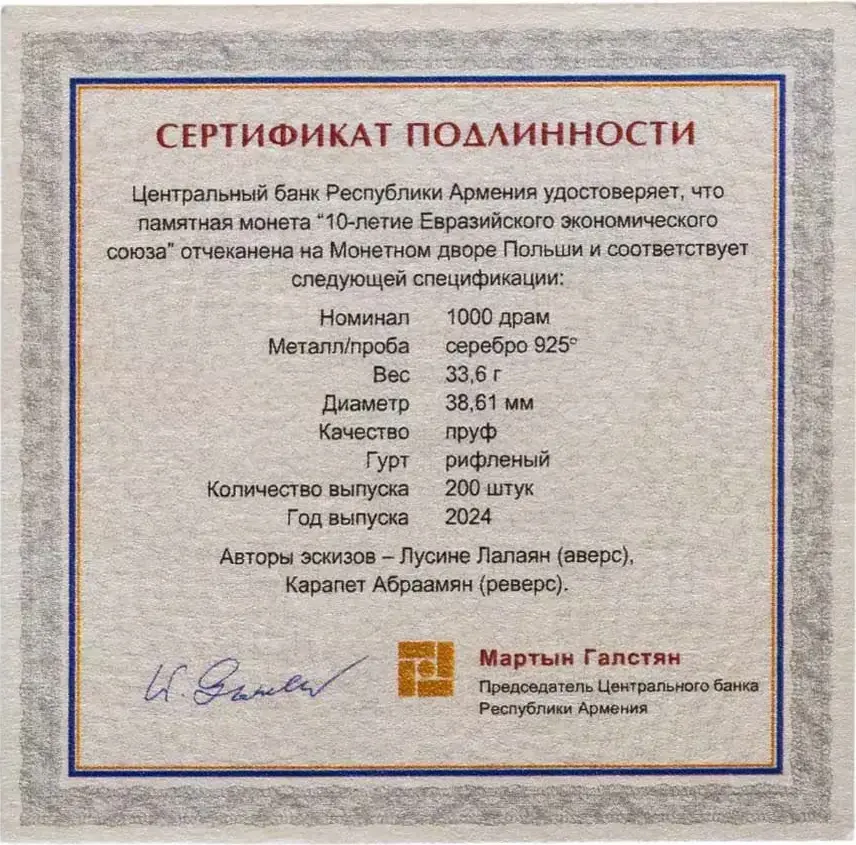 СЕРТИФИКАТ ПОДЛИННОСТИ
Центральный банк Республики Армения удостоверяет, что
памятная монета “10-летие Евразийского экономического
союза” отчеканена на Монетном дворе Польши и соответствует
следующей спецификации:
Номинал 1000 драм
Металл/проба серебро 925°
Вес 33,6 г
Диаметр 38,61 мм
Качество пруф
Гурт рифленый
Количество выпуска 200 штук
Год выпуска 2024
Авторы эскизов – Лусине Лалаян (аверс),
Карапет Абраамян (реверс).
Мартын Галстян
Председатель Центрального банка
Республики Армения